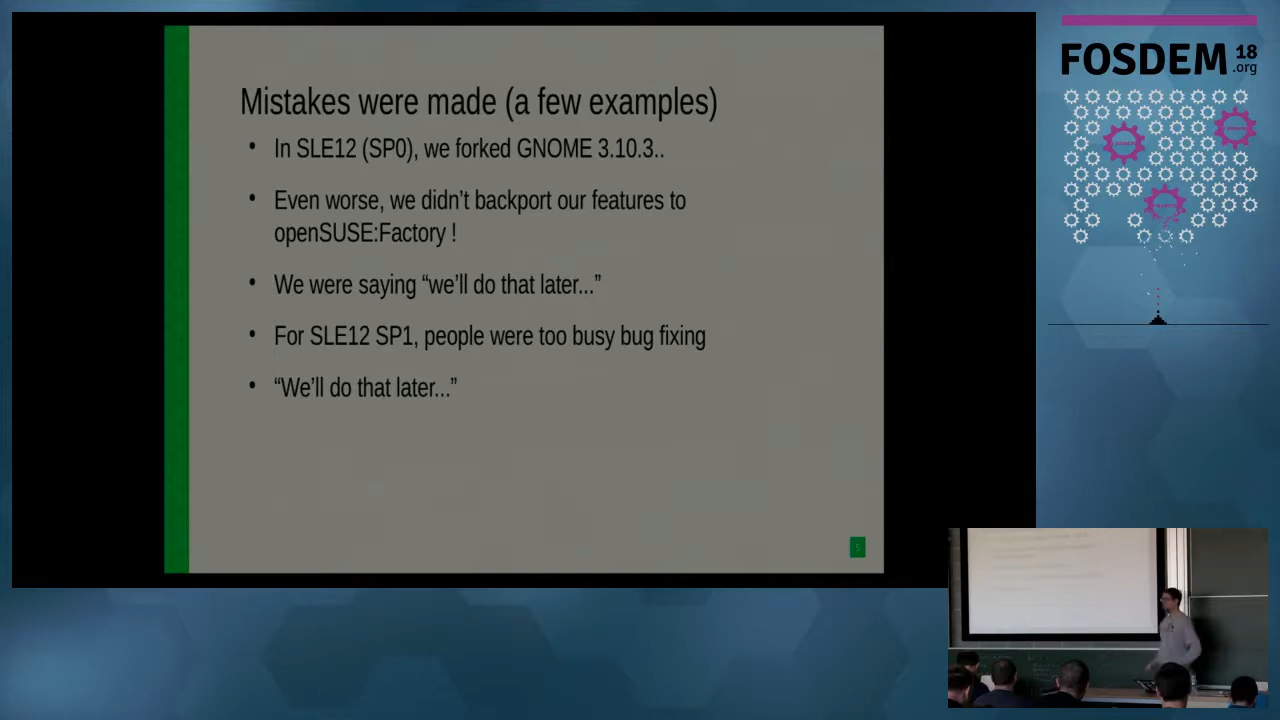 Mistakes were made (a few examples)
• In SLE12 (SP0), we forked GNOME 3.10.3..
• Even worse, we didn’t backport our features to
openSUSE:Factory !
• We were saying “we’ll do that later...”
• For SLE12 SP1, people were too busy bug fixing
• “We’ll do that later...”
5
FOSDEM 18
.org